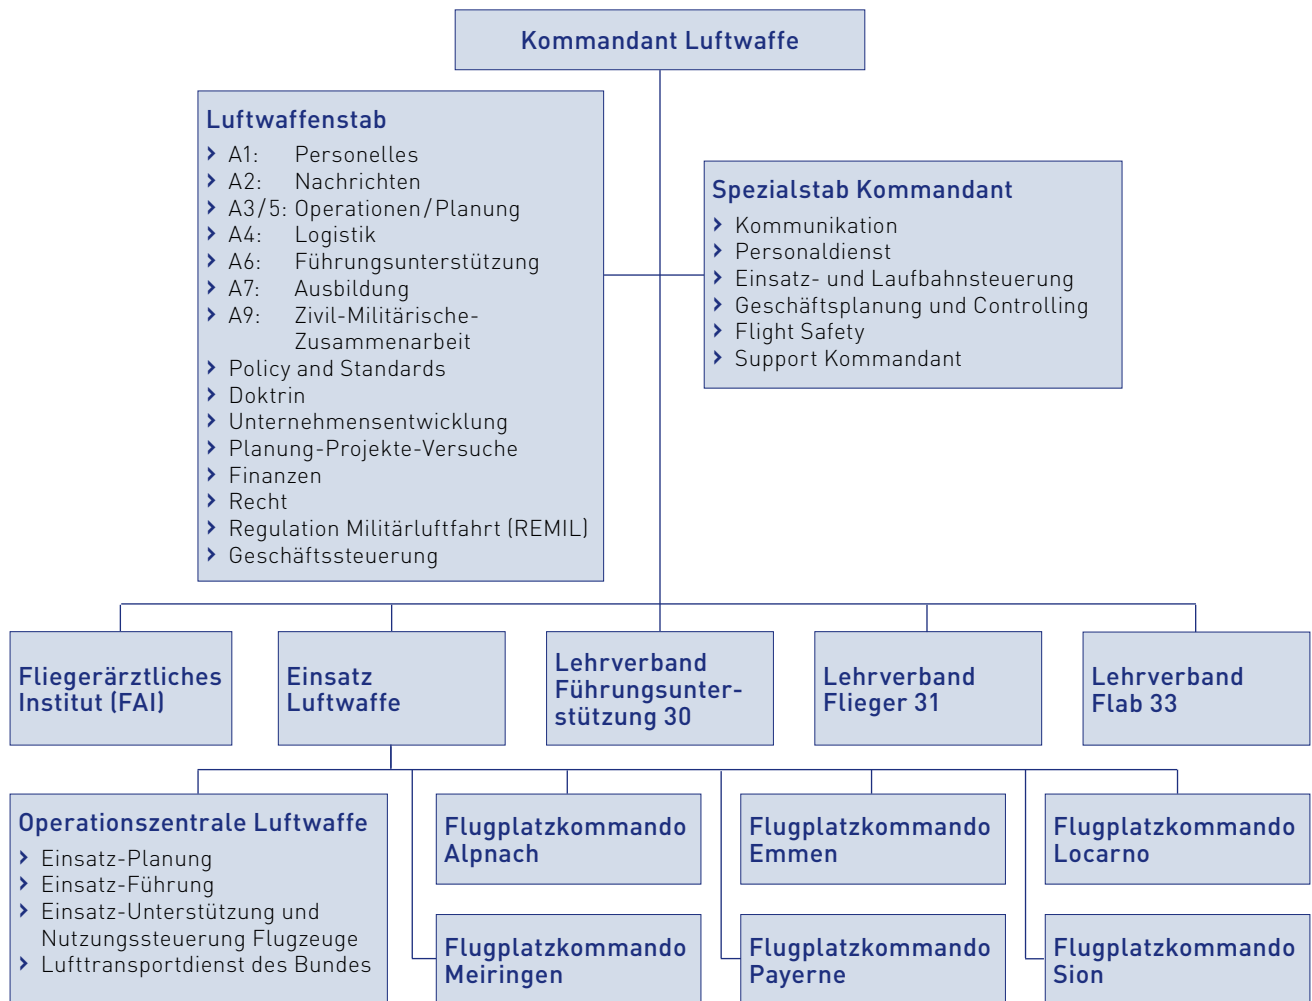 Kommandant Luftwaffe
Luftwaffenstab
› A1: Personelles
› A2: Nachrichten
› A3/5: Operationen/Planung
› A4: Logistik
› A6: Führungsunterstützung
› A7: Ausbildung
› A9: Zivil-Militärische-
Zusammenarbeit
› Policy and Standards
› Doktrin
› Unternehmensentwicklung
› Planung-Projekte-Versuche
› Finanzen
› Recht
› Regulation Militärluftfahrt (REMIL)
› Geschäftssteuerung
Spezialstab Kommandant
› Kommunikation
› Personaldienst
› Einsatz- und Laufbahnsteuerung
› Geschäftsplanung und Controlling
› Flight Safety
› Support Kommandant
Fliegerärztliches
Institut (FAI)
Einsatz
Luftwaffe
Lehrverband
Führungsunter-
stützung 30
Lehrverband
Flieger 31
Lehrverband
Flab 33
Operationszentrale Luftwaffe
› Einsatz-Planung
› Einsatz-Führung
› Einsatz-Unterstützung und
Nutzungssteuerung Flugzeuge
› Lufttransportdienst des Bundes
Flugplatzkommando
Alpnach
Flugplatzkommando
Emmen
Flugplatzkommando
Locarno
Flugplatzkommando
Meiringen
Flugplatzkommando
Payerne
Flugplatzkommando
Sion